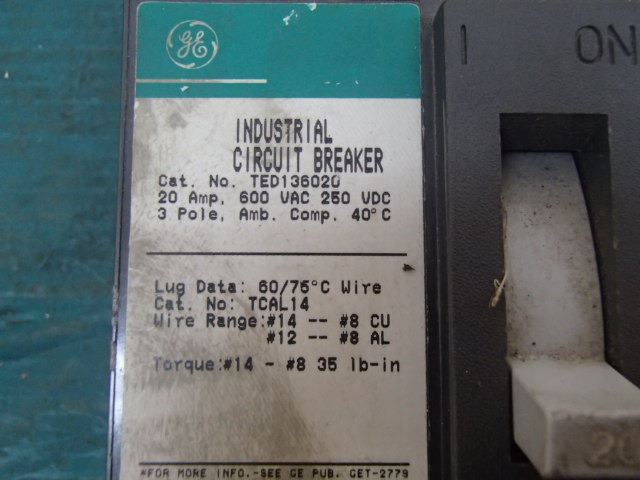 GE
INDUSTRIAL
CIRCUIT BREAKER
Cat. No. TED136020
20 Amp, 600 VAC 250 VDC
3 Pole, Amb. Comp. 40°C
Lug Data: 60/75°C Wire
Cat. No: TCAL14
Wire Range:#14 -- #8 CU
#12 -- #8 AL
Torque:#14 - #8 35 lb-in
*FOR MORE INFO.-SEE GE PUB. GET-2779
I ON
20